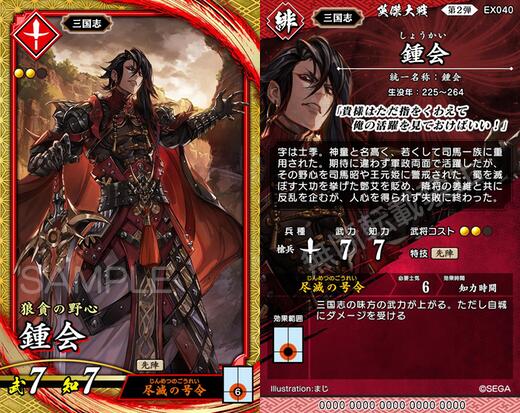 三国志
SAMPLE
狼貪の野心
鍾会
先陣
武7 知7
じんめつのごうれい
尽滅の号令
6
緋
三国志
英傑大戦
第2弾
EX040
しょうかい
鍾会
統一名称：鍾会
生没年：225～264
「貴様はただ指をくわえて
俺の活躍を見ておけばいい！」
字は士季。神童と名高く、若くして司馬一族に重
用された。期待に違わず軍政両面で活躍したが、
その野心を司馬昭や王元姫に警戒された。蜀を滅
ぼす大功を挙げた鄧艾を貶め、降将の姜維と共に
反乱を企むが、人心を得られず失敗に終わった。
兵種 武力 知力 武将コスト
槍兵 7 7
特技 先陣
じんめつのごうれい 必要士気 効果時間
尽滅の号令 6 知力時間
三国志の味方の武力が上がる。ただし自城
にダメージを受ける
効果範囲
Illustration:まじ
©SEGA
0000-0000-0000-0000-0000